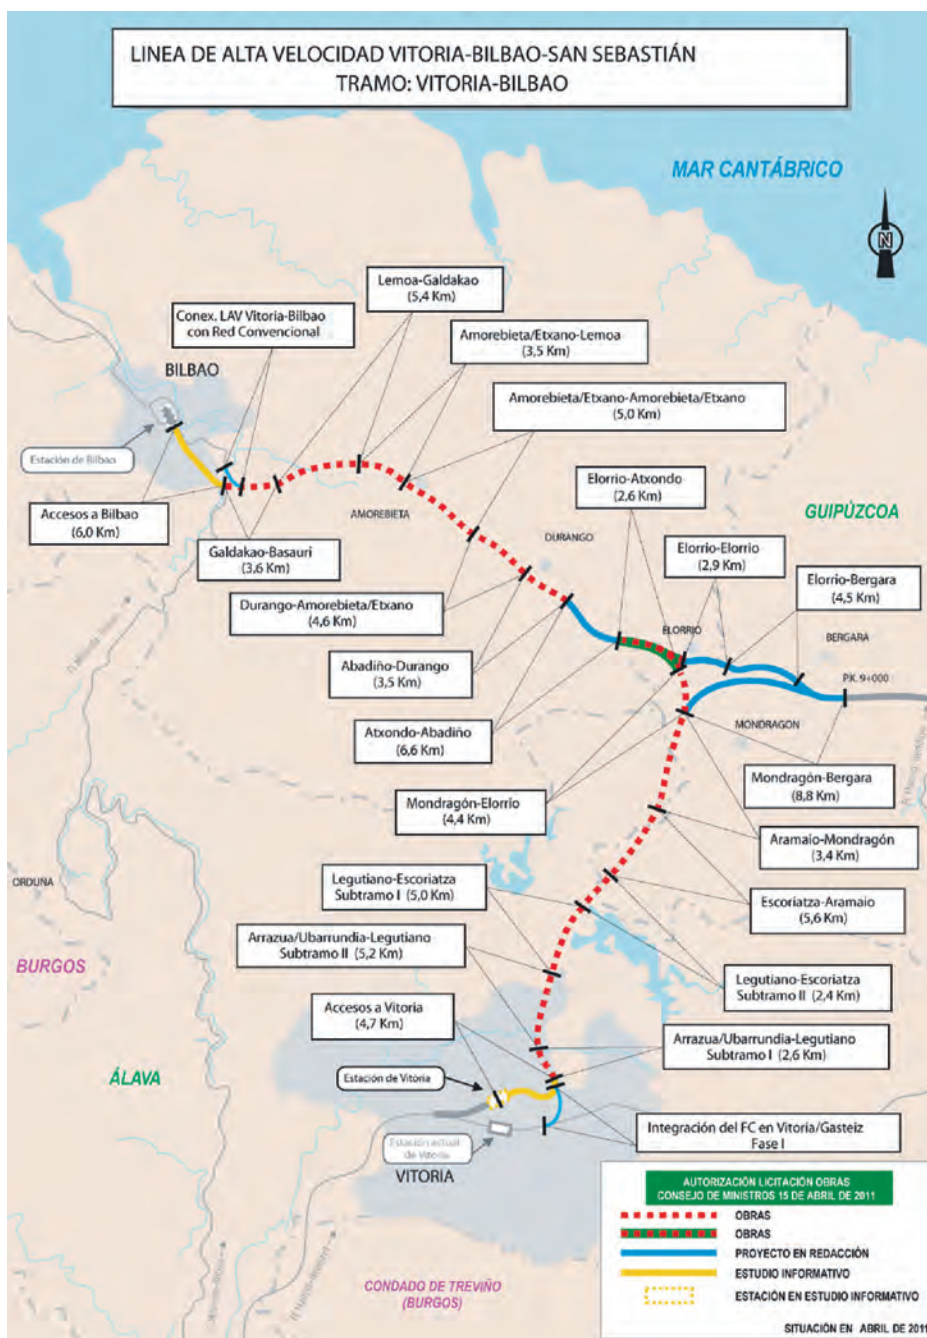 LINEA DE ALTA VELOCIDAD VITORIA-BILBAO-SAN SEBASTIÁN
TRAMO: VITORIA-BILBAO
MAR CANTÁBRICO
N
Lemoa-Galdakao
(5,4 Km)
Conex. LAV Vitoria-Bilbao
con Red Convencional
Amorebieta/Etxano-Lemoa
(3,5 Km)
BILBAO
Amorebieta/Etxano-Amorebieta/Etxano
(5,0 Km)
Estación de Bilbao
Elorrio-Atxondo
(2,6 Km)
Accesos a Bilbao
(6,0 Km)
AMOREBIETA
GUIPÚZCOA
Galdakao-Basauri
(3,6 Km)
DURANGO
Elorrio-Elorrio
(2,9 Km)
Elorrio-Bergara
(4,5 Km)
Durango-Amorebieta/Etxano
(4,6 Km)
ELORRIO
BERGARA
Abadiño-Durango
(3,5 Km)
P.K. 9+000
Atxondo-Abadiño
(6,6 Km)
MONDRAGON
Mondragón-Bergara
(8,8 Km)
Mondragón-Elorrio
(4,4 Km)
Aramaio-Mondragón
(3,4 Km)
Legutiano-Escoriatza
Subtramo I (5,0 Km)
ORDUÑA
Escoriatza-Aramaio
(5,6 Km)
Arrazua/Ubarrundia-Legutiano
Subtramo II (5,2 Km)
BURGOS
Legutiano-Escoriatza
Subtramo II (2,4 Km)
Accesos a Vitoria
(4,7 Km)
Arrazua/Ubarrundia-Legutiano
Subtramo I (2,6 Km)
ÁLAVA
Estación de Vitoria
Integración del FC en Vitoria/Gasteiz
Fase I
Estación actual
de Vitoria
VITORIA
AUTORIZACIÓN LICITACIÓN OBRAS
CONSEJO DE MINISTROS 15 DE ABRIL DE 2011
OBRAS
OBRAS
PROYECTO EN REDACCIÓN
ESTUDIO INFORMATIVO
ESTACIÓN EN ESTUDIO INFORMATIVO
CONDADO DE TREVIÑO
(BURGOS)
SITUACIÓN EN ABRIL DE 2011